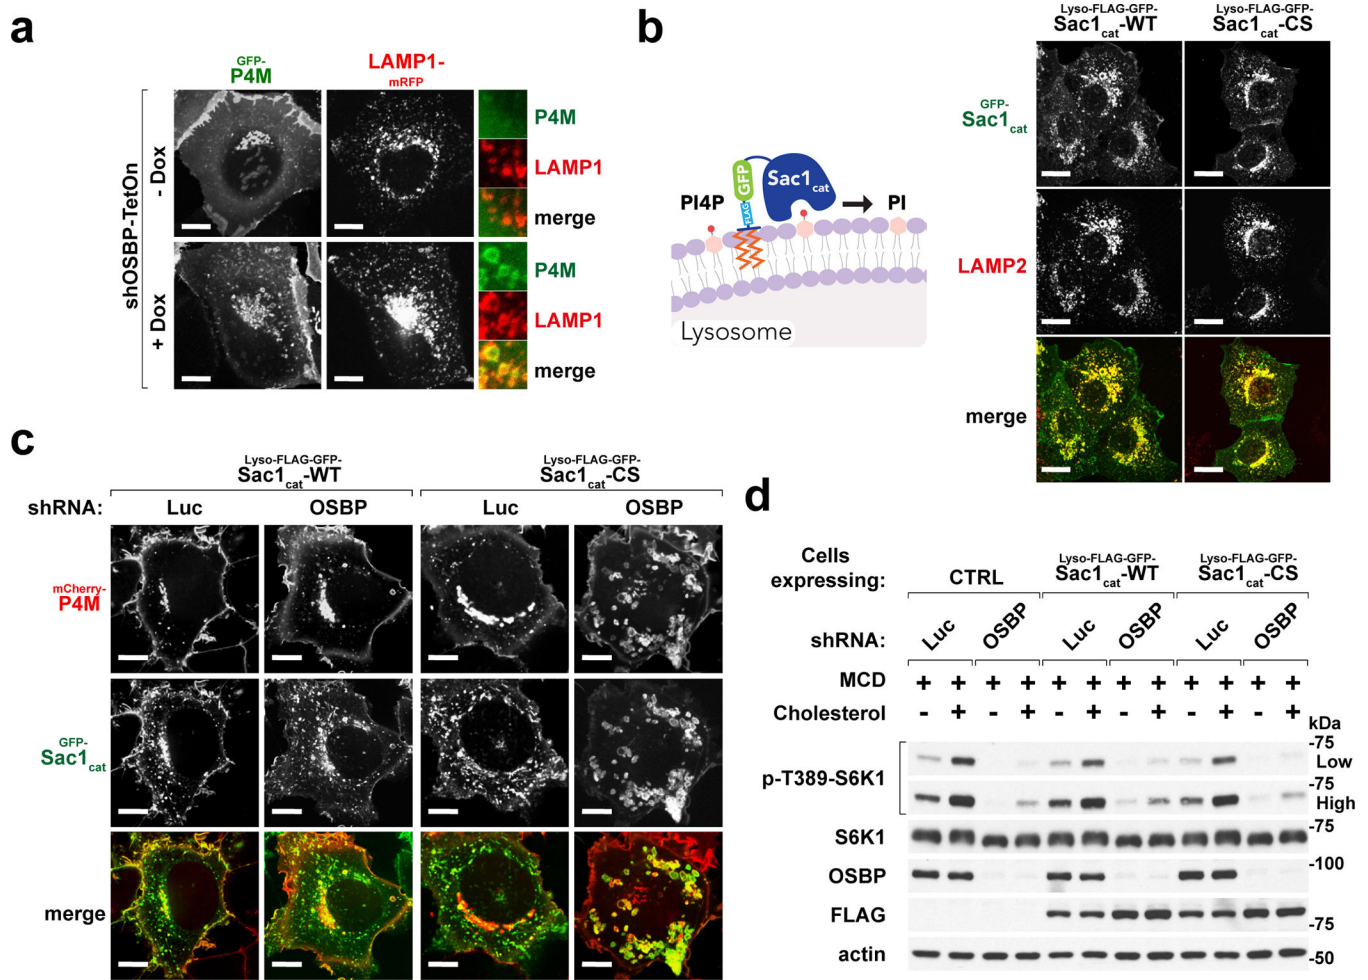 a
GFP-
P4M
LAMP1-
mRFP
shOSBP-TetOn
- Dox
+ Dox
P4M
LAMP1
merge
P4M
LAMP1
merge
b
PI4P
GFP
FLAG
Sac1cat
PI
Lysosome
Lyso-FLAG-GFP-
Sac1cat-WT
Lyso-FLAG-GFP-
Sac1cat-CS
GFP-
Sac1cat
LAMP2
merge
c
Lyso-FLAG-GFP-
Sac1cat-WT
Lyso-FLAG-GFP-
Sac1cat-CS
shRNA: Luc OSBP Luc OSBP
mCherry-
P4M
GFP-
Sac1cat
merge
d
Cells
expressing:
CTRL
Lyso-FLAG-GFP-
Sac1cat-WT
Lyso-FLAG-GFP-
Sac1cat-CS
shRNA: Luc OSBP Luc OSBP Luc OSBP
MCD + + + + + + + + + + + +
Cholesterol - + - + - + - + - + - +
kDa
p-T389-S6K1
-75
Low
-75
High
S6K1 -75
-100
OSBP
FLAG
-75
actin -50